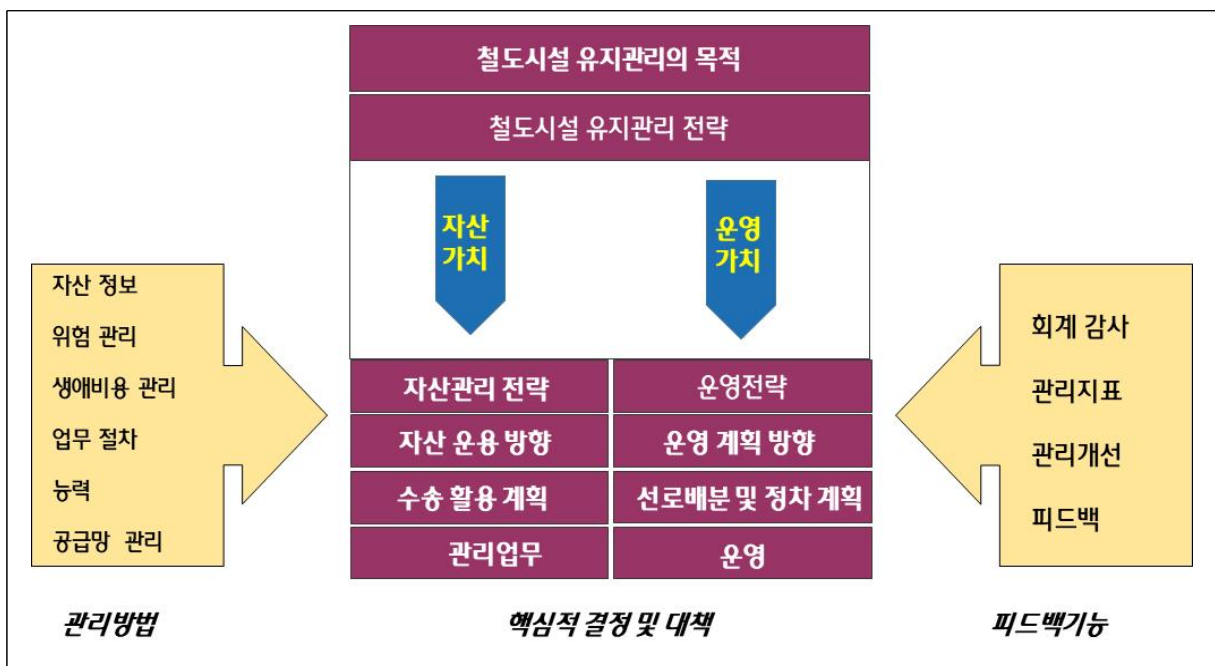 철도시설 유지관리의 목적
철도시설 유지관리 전략
자산
가치
운영
가치
자산 정보
위험 관리
생애비용 관리
업무 절차
능력
공급망 관리
자산관리 전략
운영전략
자산 운용 방향
운영 계획 방향
수송 활용 계획
선로배분 및 정차 계획
관리업무
운영
회계 감사
관리지표
관리개선
피드백
관리방법
핵심적 결정 및 대책
피드백기능